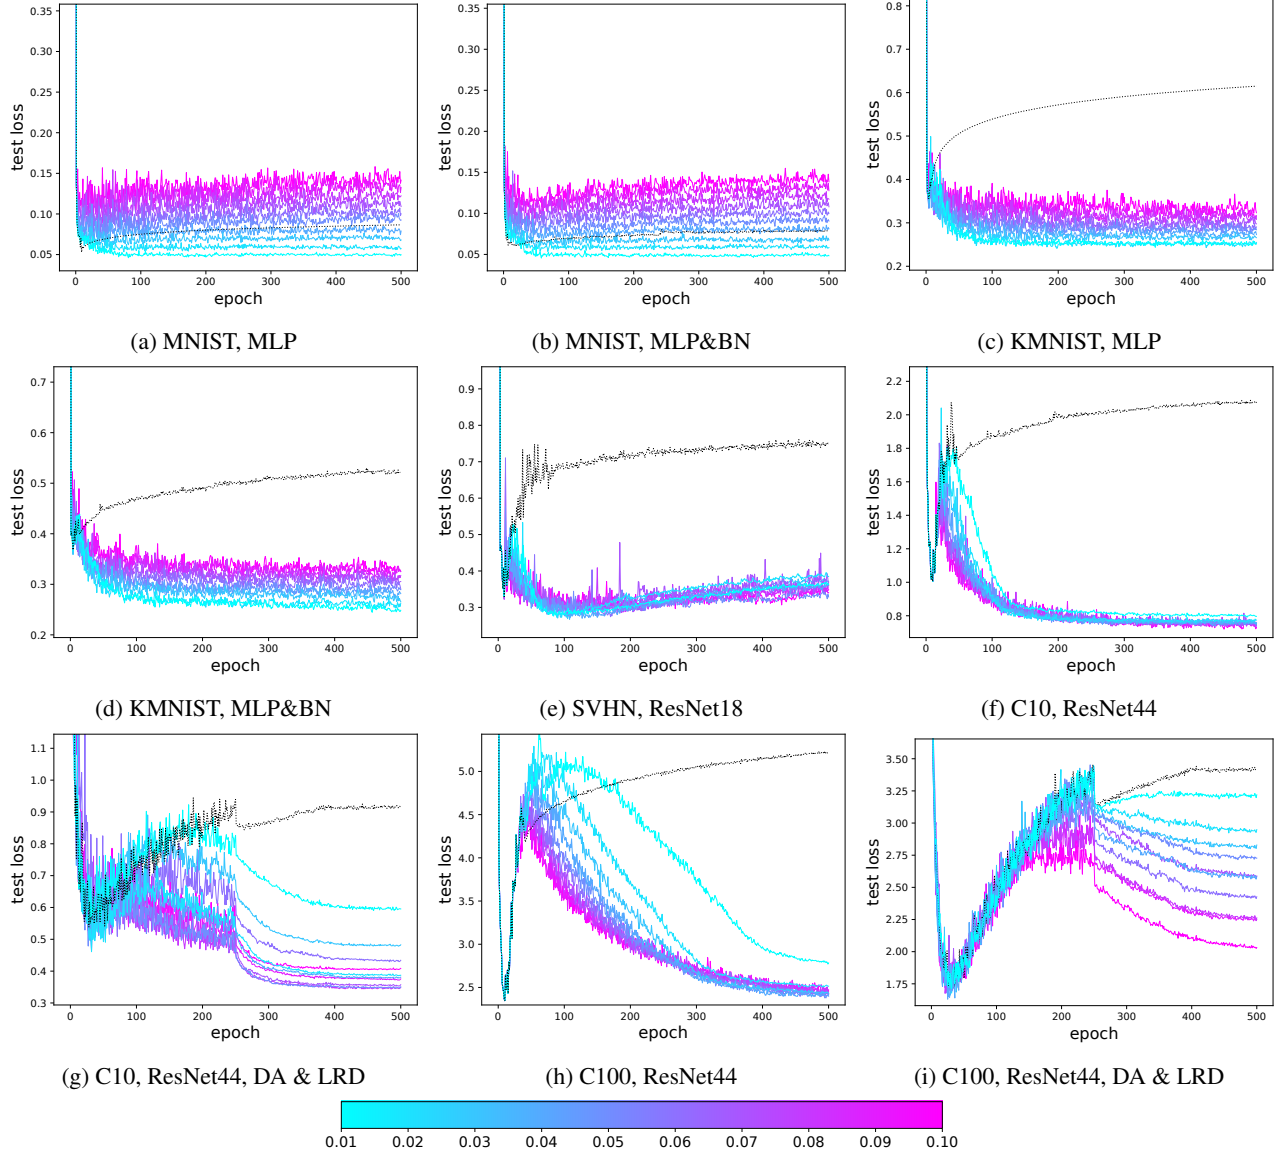 0.35
0.30
0.25
0.20
0.15
0.10
0.05
test loss
0 100 200 300 400 500
epoch
(a) MNIST, MLP
0.35
0.30
0.25
0.20
0.15
0.10
0.05
test loss
0 100 200 300 400 500
epoch
(b) MNIST, MLP&BN
0.8
0.7
0.6
0.5
0.4
0.3
0.2
test loss
0 100 200 300 400 500
epoch
(c) KMNIST, MLP
0.7
0.6
0.5
0.4
0.3
0.2
test loss
0 100 200 300 400 500
epoch
(d) KMNIST, MLP&BN
0.9
0.8
0.7
0.6
0.5
0.4
0.3
test loss
0 100 200 300 400 500
epoch
(e) SVHN, ResNet18
2.2
2.0
1.8
1.6
1.4
1.2
1.0
0.8
test loss
0 100 200 300 400 500
epoch
(f) C10, ResNet44
1.1
1.0
0.9
0.8
0.7
0.6
0.5
0.4
0.3
test loss
0 100 200 300 400 500
epoch
(g) C10, ResNet44, DA & LRD
5.0
4.5
4.0
3.5
3.0
2.5
test loss
0 100 200 300 400 500
epoch
(h) C100, ResNet44
3.50
3.25
3.00
2.75
2.50
2.25
2.00
1.75
test loss
0 100 200 300 400 500
epoch
(i) C100, ResNet44, DA & LRD
0.01 0.02 0.03 0.04 0.05 0.06 0.07 0.08 0.09 0.10